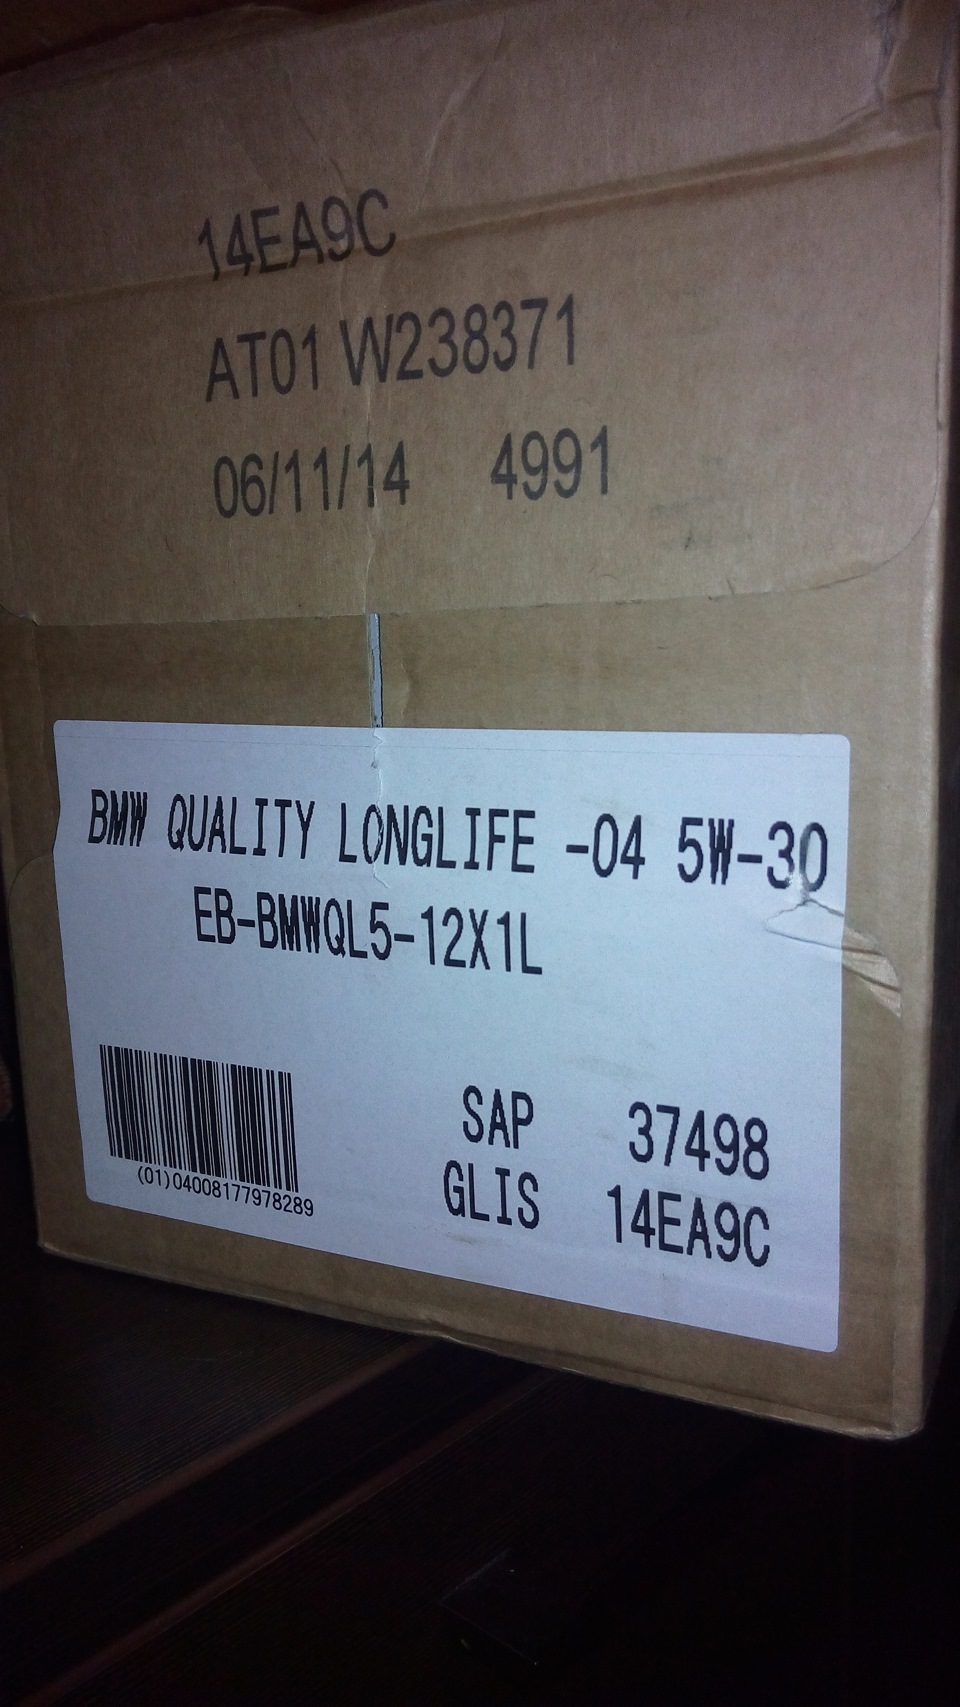 14EA9C
AT01 W238371
06/11/14 4991
BMW QUALITY LONGLIFE -04 5W-30
EB-BMWQL5-12X1L
SAP 37498
GLIS 14EA9C
(01)04008177978289